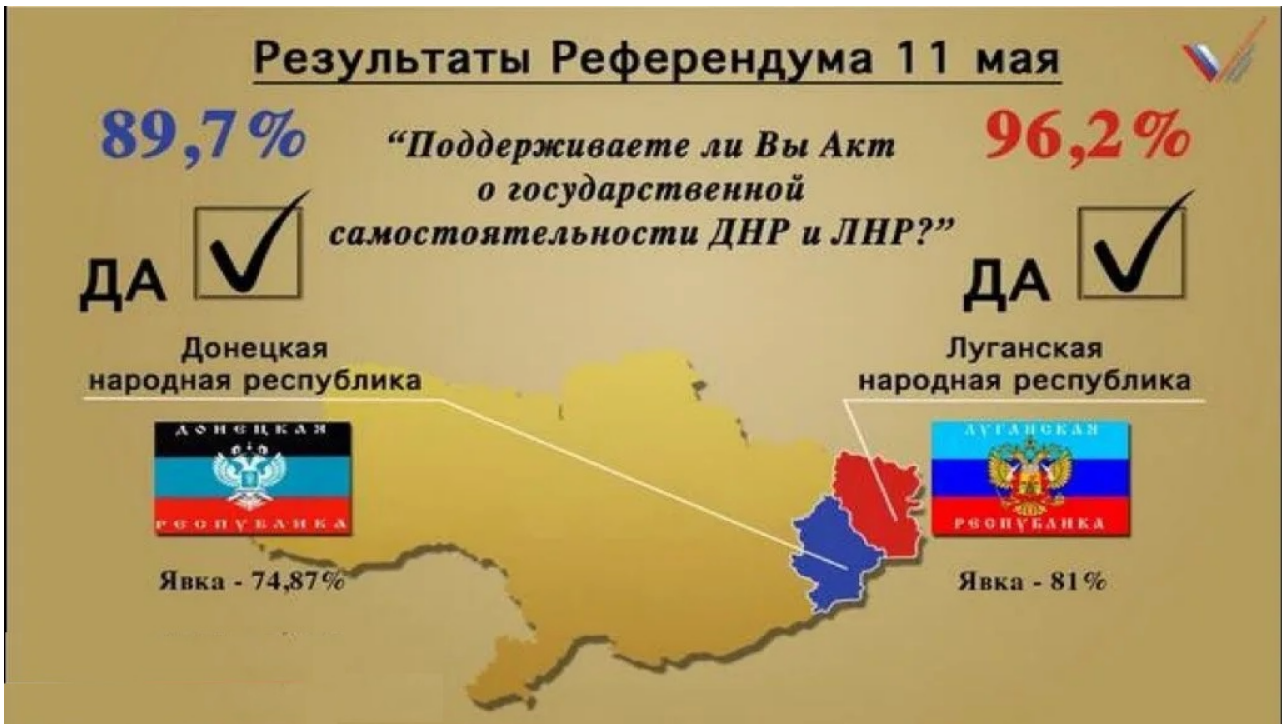 Результаты Референдума 11 мая
89,7%
“Поддерживаете ли Вы Акт
о государственной
самостоятельности ДНР и ЛНР?”
96,2%
ДА
ДА
Донецкая
народная республика
Луганская
народная республика
ДОНЕЦКАЯ
РЕСПУБЛИКА
ЛУГАНСКАЯ
РЕСПУБЛИКА
Явка - 74,87%
Явка - 81%